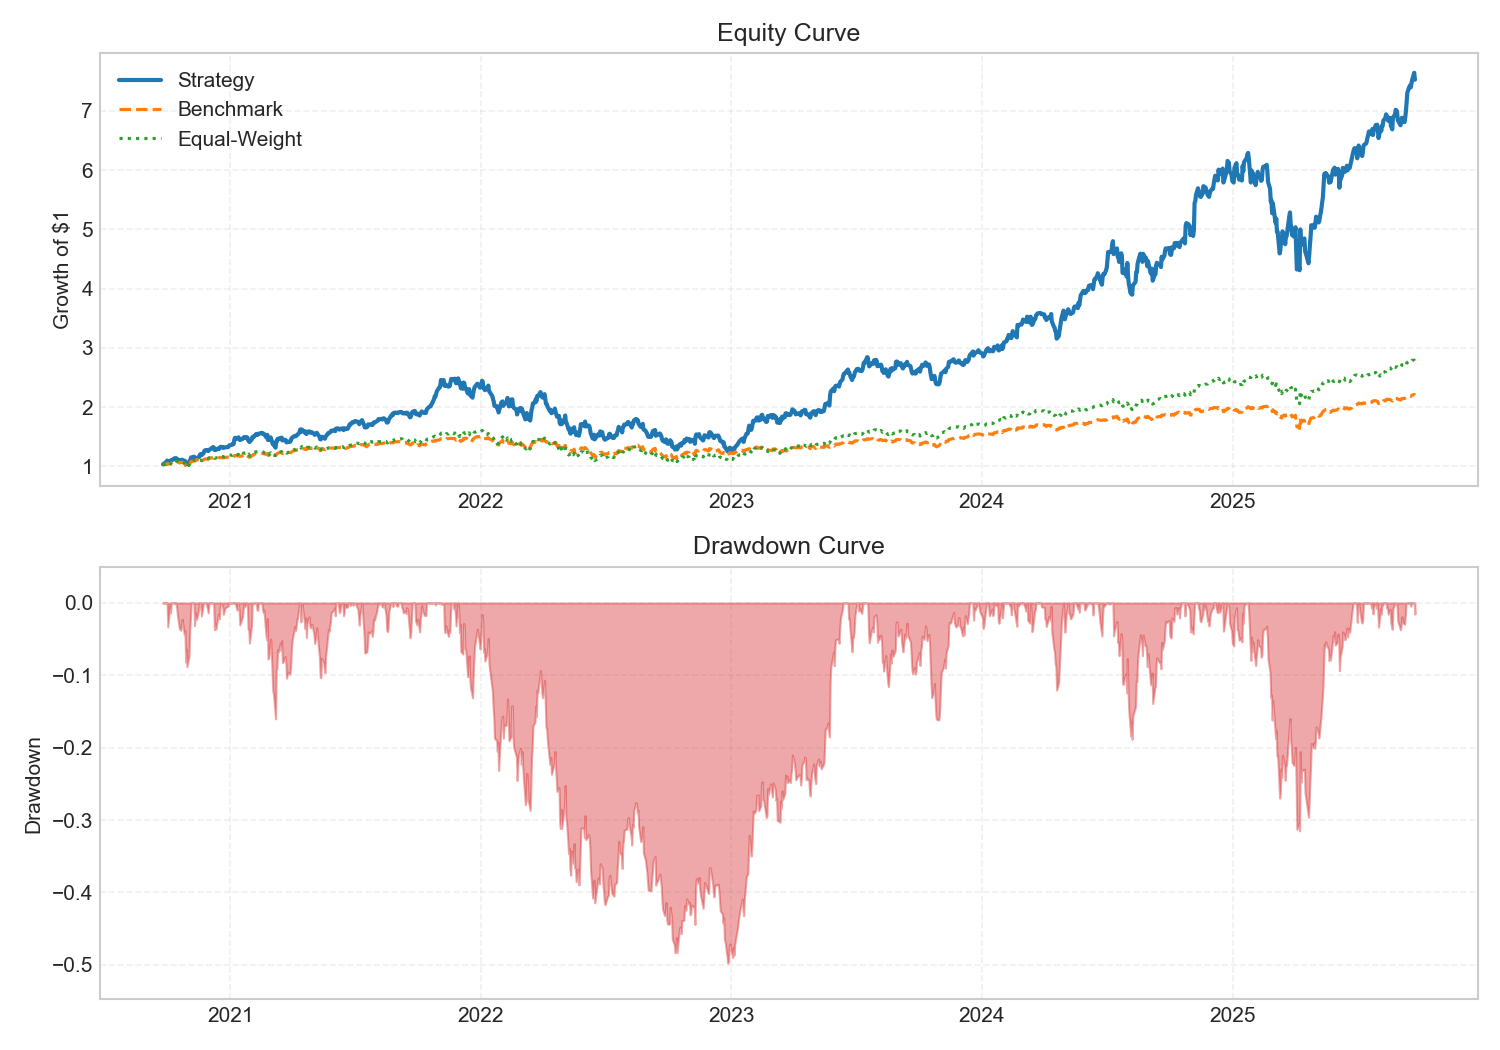 Equity Curve
Strategy
Benchmark
Equal-Weight
Growth of $1
7
6
5
4
3
2
1
2021 2022 2023 2024 2025
Drawdown Curve
Drawdown
0.0
−0.1
−0.2
−0.3
−0.4
−0.5
2021 2022 2023 2024 2025